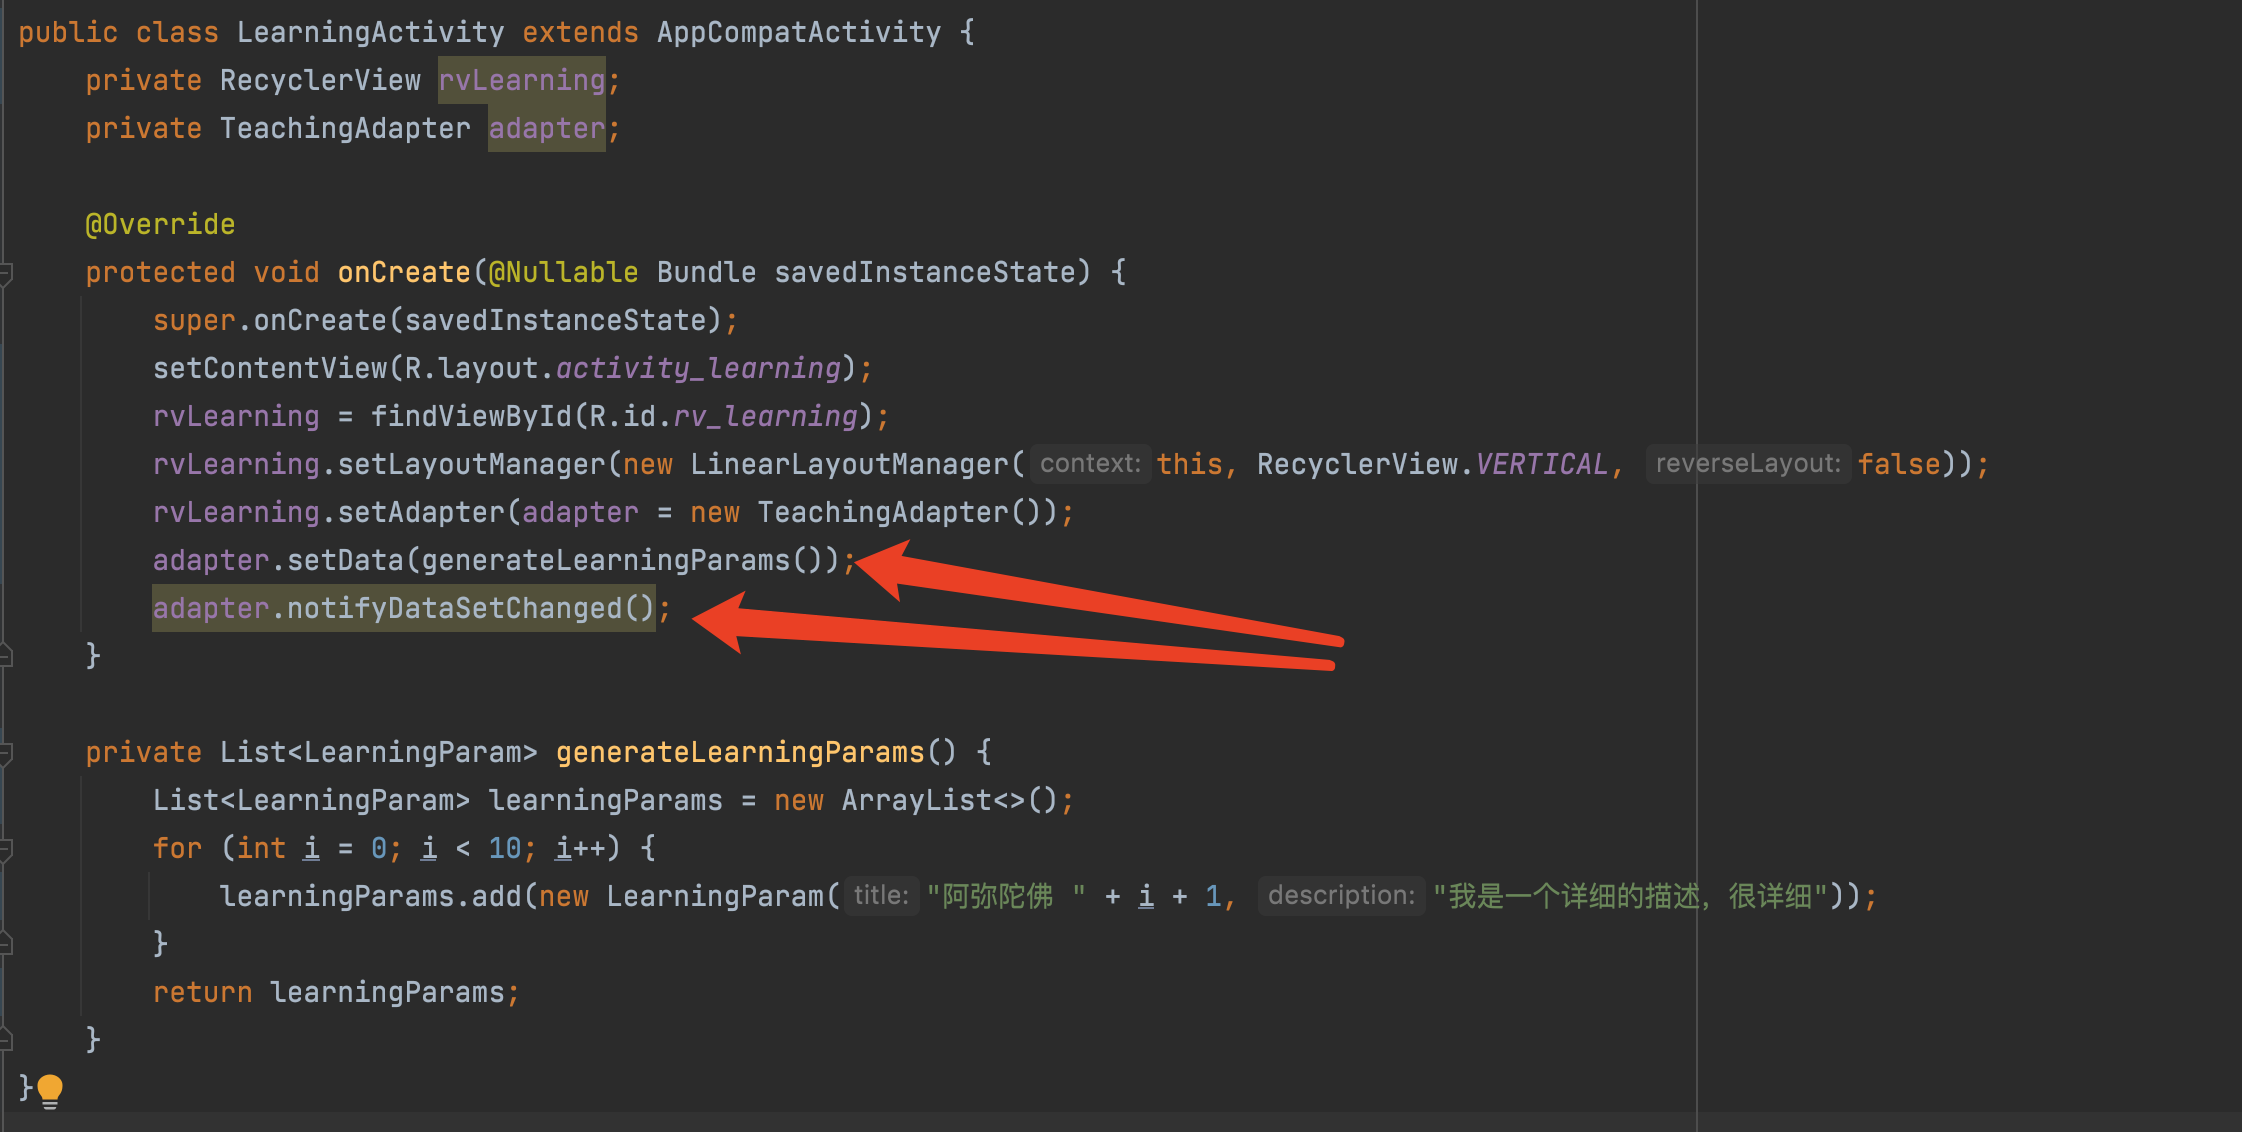 public class LearningActivity extends AppCompatActivity {
    private RecyclerView rvLearning;
    private TeachingAdapter adapter;

    @Override
    protected void onCreate(@Nullable Bundle savedInstanceState) {
        super.onCreate(savedInstanceState);
        setContentView(R.layout.activity_learning);
        rvLearning = findViewById(R.id.rv_learning);
        rvLearning.setLayoutManager(new LinearLayoutManager( context: this, RecyclerView.VERTICAL, reverseLayout: false));
        rvLearning.setAdapter(adapter = new TeachingAdapter());
        adapter.setData(generateLearningParams());
        adapter.notifyDataSetChanged();
    }

    private List<LearningParam> generateLearningParams() {
        List<LearningParam> learningParams = new ArrayList<>();
        for (int i = 0; i < 10; i++) {
            learningParams.add(new LearningParam( title: "阿弥陀佛 " + i + 1, description: "我是一个详细的描述，很详细"));
        }
        return learningParams;
    }
}